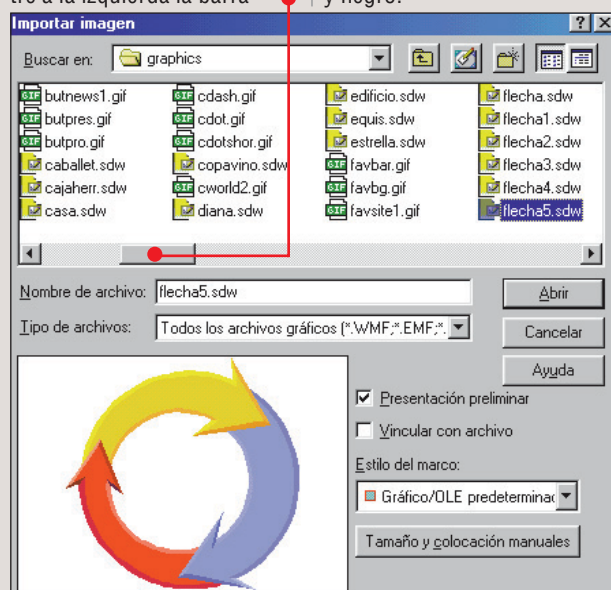 tre a la izquierda la barra
y negro.
Importar imagen
Buscar en: graphics
butnews1.gif cdash.gif edificio.sdw flecha.sdw
butpres.gif cdot.gif equis.sdw flecha1.sdw
butpro.gif cdotshor.gif estrella.sdw flecha2.sdw
caballet.sdw copavino.sdw favbar.gif flecha3.sdw
cajaherr.sdw cworld2.gif favbg.gif flecha4.sdw
casa.sdw diana.sdw favsite1.gif flecha5.sdw
Nombre de archivo: flecha5.sdw Abrir
Tipo de archivos: Todos los archivos gráficos (*.WMF;*.EMF;*. Cancelar
Ayuda
Presentación preliminar
Vincular con archivo
Estilo del marco:
Gráfico/OLE
Tamaño y colocación manuales